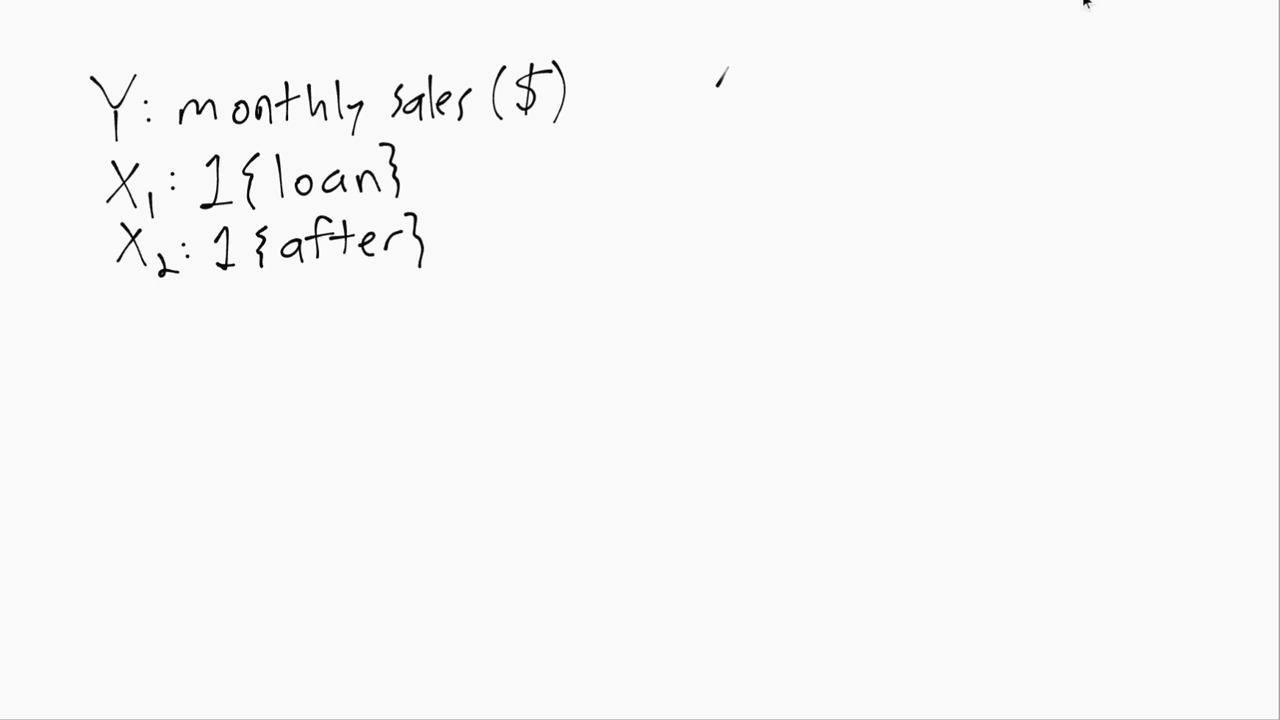 Y: monthly sales ($)
X₁: 1{loan}
X₂: 1{after}